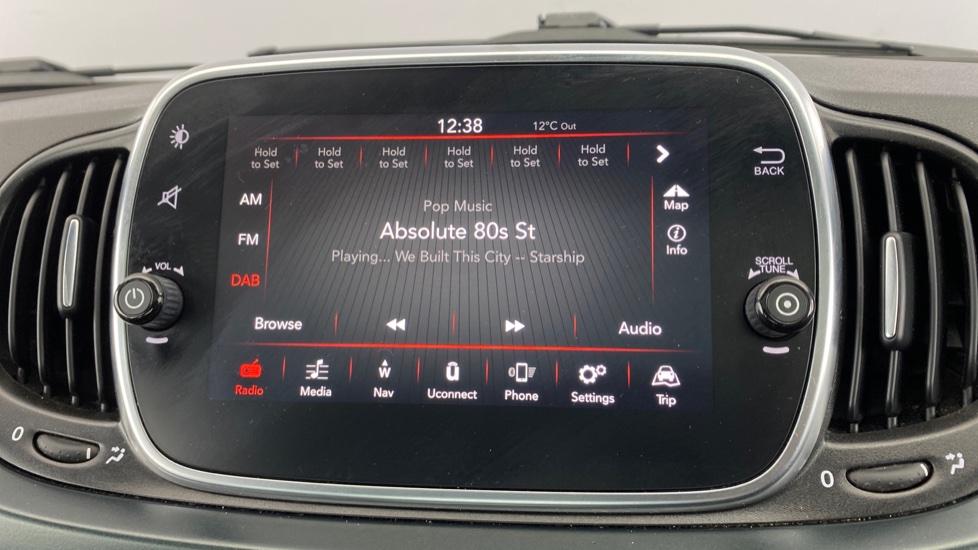 12:38 12°C Out
Hold to Set
Hold to Set
Hold to Set
Hold to Set
Hold to Set
Hold to Set
BACK
AM
Pop Music
Map
FM
Absolute 80s St
Info
Playing... We Built This City -- Starship
DAB
VOL
SCROLL
TUNE
Browse
Audio
Radio Media Nav Uconnect Phone Settings Trip
0
0